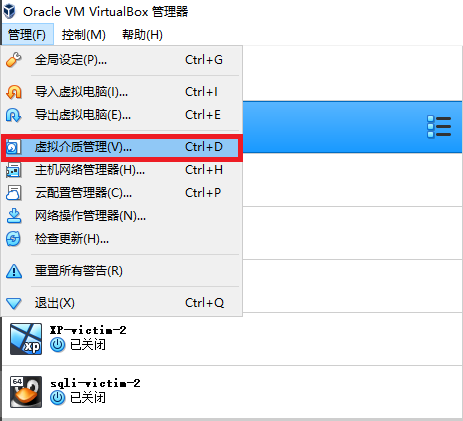 Oracle VM VirtualBox 管理器
管理(F) 控制(M) 帮助(H)
全局设定(P)... Ctrl+G
导入虚拟电脑(I)... Ctrl+I
导出虚拟电脑(E)... Ctrl+E
虚拟介质管理(V)... Ctrl+D
主机网络管理器(H)... Ctrl+H
云配置管理器(C)... Ctrl+P
网络操作管理器(N)...
检查更新(H)...
重置所有警告(R)
退出(X) Ctrl+Q
XP-victim-2
xp
已关闭
64
sqli-victim-2
已关闭